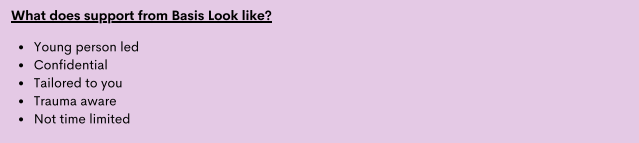 What does support from Basis Look like?
• Young person led
• Confidential
• Tailored to you
• Trauma aware
• Not time limited